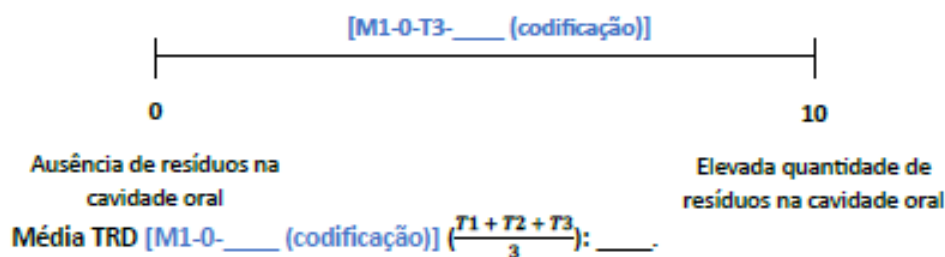 [M1-0-T3-____ (codificação)]
0 10
Ausência de resíduos na cavidade oral
Elevada quantidade de resíduos na cavidade oral
Média TRD [M1-0-____ (codificação)] (T1 + T2 + T3 / 3): ____.